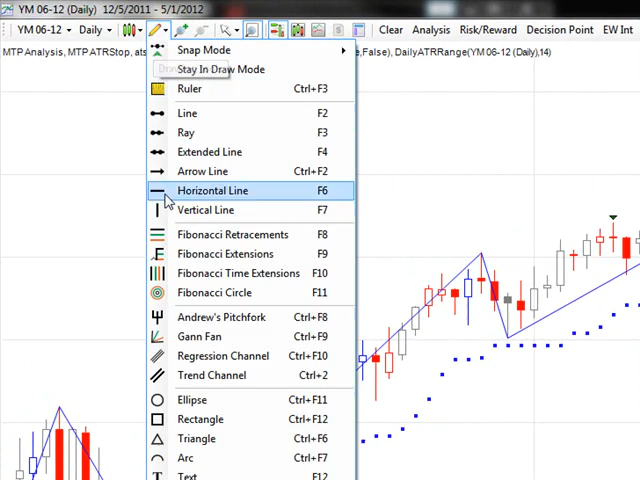 YM 06-12 (Daily) 12/5/2011 - 5/1/2012
YM 06-12 Daily Clear Analysis Risk/Reward Decision Point EW Int
MTP Analysis, MTP ATRStop, ats ,False), DailyATRRange(YM 06-12 (Daily),14)
Snap Mode
Stay In Draw Mode
Ruler Ctrl+F3
Line F2
Ray F3
Extended Line F4
Arrow Line Ctrl+F2
Horizontal Line F6
Vertical Line F7
Fibonacci Retracements F8
Fibonacci Extensions F9
Fibonacci Time Extensions F10
Fibonacci Circle F11
Andrew's Pitchfork Ctrl+F8
Gann Fan Ctrl+F9
Regression Channel Ctrl+F10
Trend Channel Ctrl+2
Ellipse Ctrl+F11
Rectangle Ctrl+F12
Triangle Ctrl+F6
Arc Ctrl+F7
Text F12